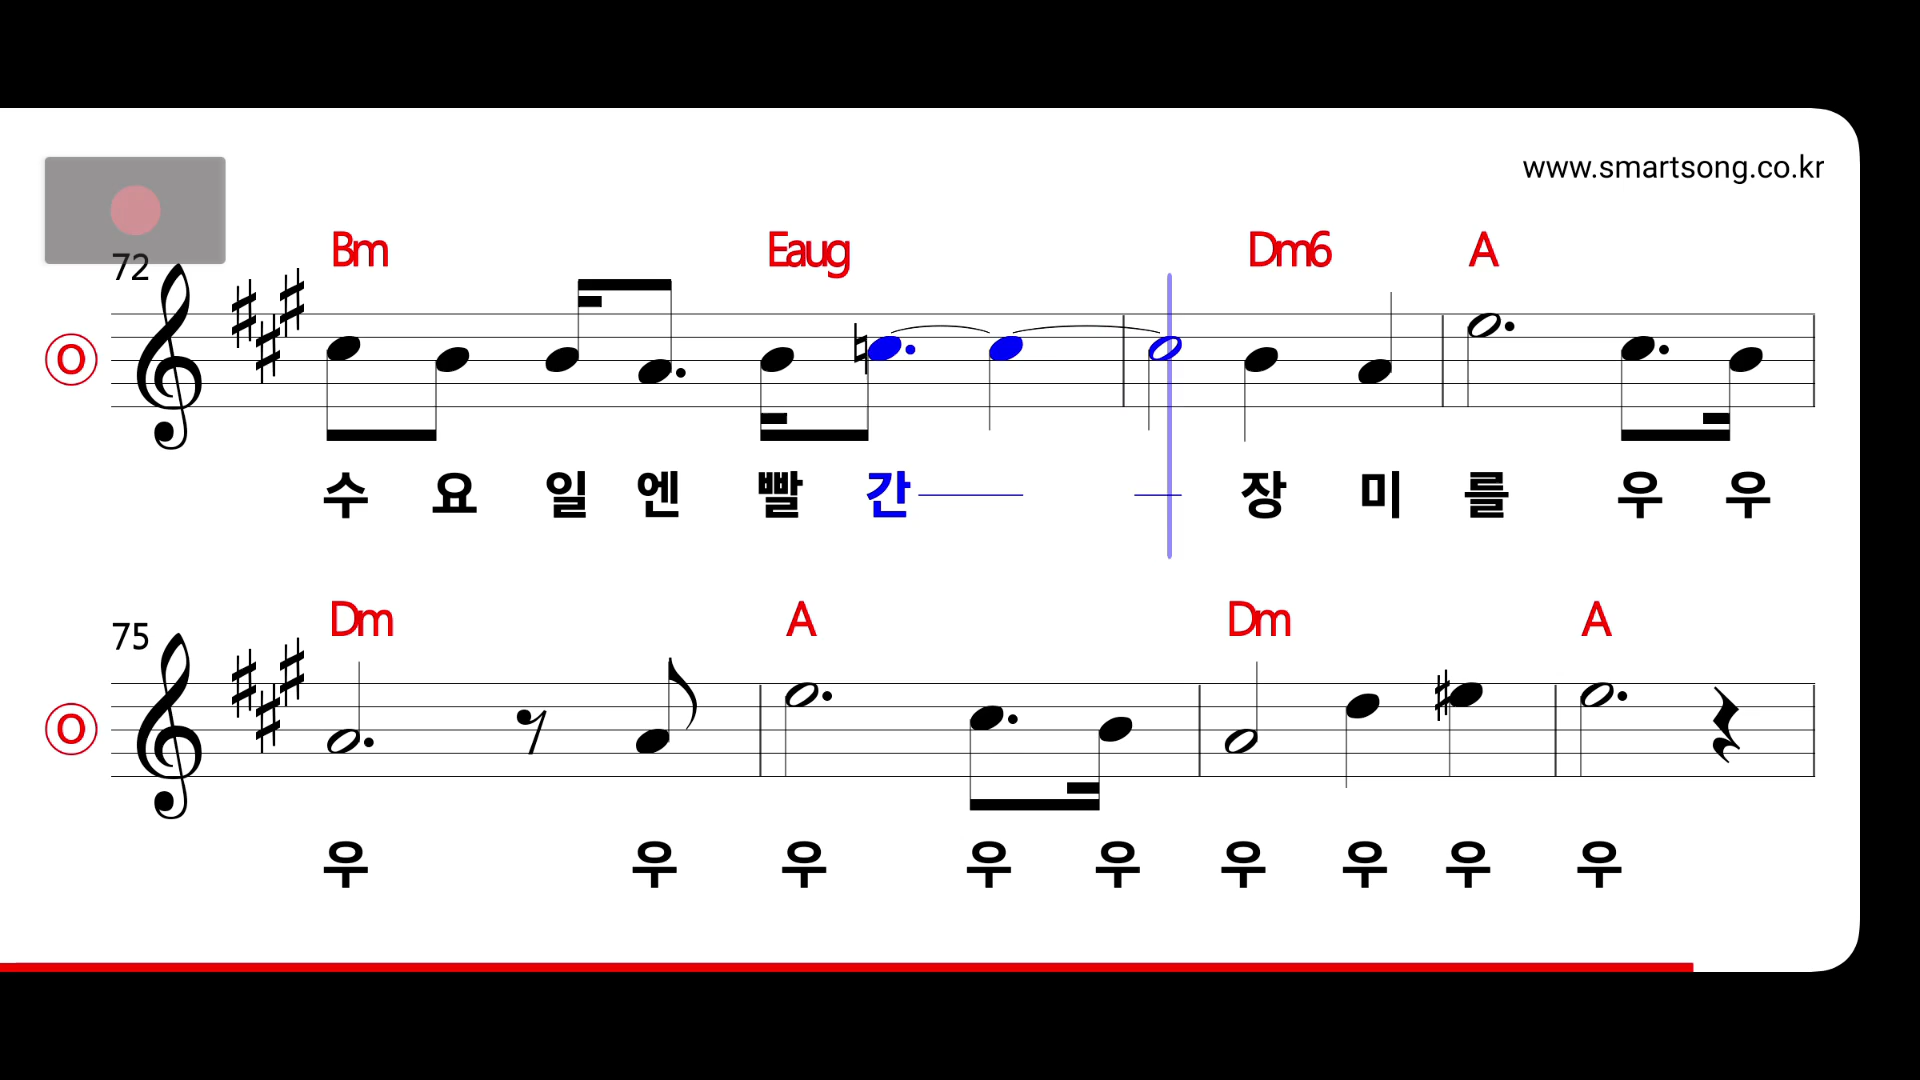 www.smartsong.co.kr
72 Bm Eaug Dm6 A
O
수 요 일 엔 빨 간 장 미 를 우 우
75 Dm A Dm A
O
우 우 우 우 우 우 우 우 우